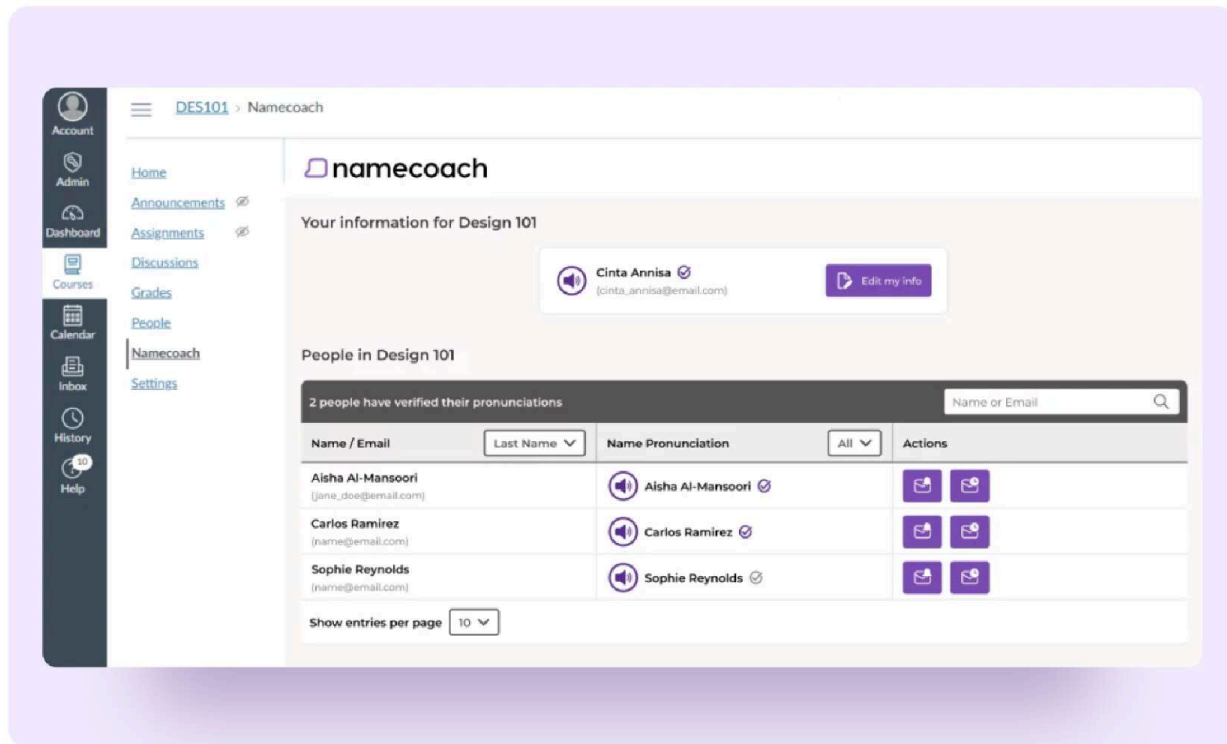 Account
Admin
Dashboard
Courses
Calendar
Inbox
History
10
Help
DES101 > Namecoach
Home
Announcements
Assignments
Discussions
Grades
People
Namecoach
Settings
namecoach
Your information for Design 101
Cinta Annisa
(cinta_annisa@email.com)
Edit my info
People in Design 101
2 people have verified their pronunciations
Name or Email
Name / Email
Last Name
Name Pronunciation
All
Actions
Aisha Al-Mansoori
(jane_doe@email.com)
Aisha Al-Mansoori
Carlos Ramirez
(name@email.com)
Carlos Ramirez
Sophie Reynolds
(name@email.com)
Sophie Reynolds
Show entries per page 10